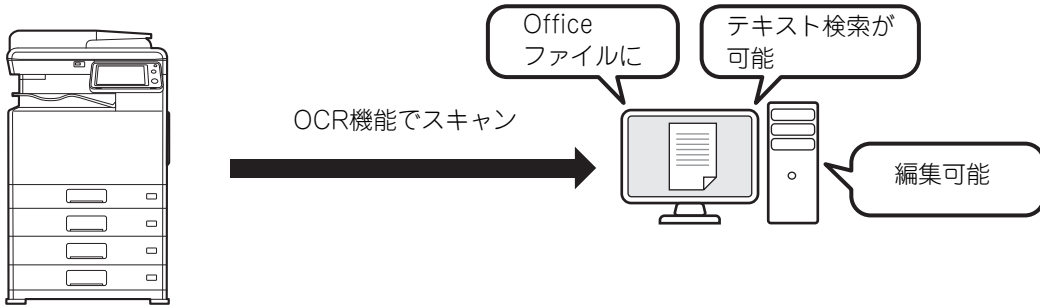 Office
ファイルに
テキスト検索が
可能
OCR機能でスキャン
編集可能